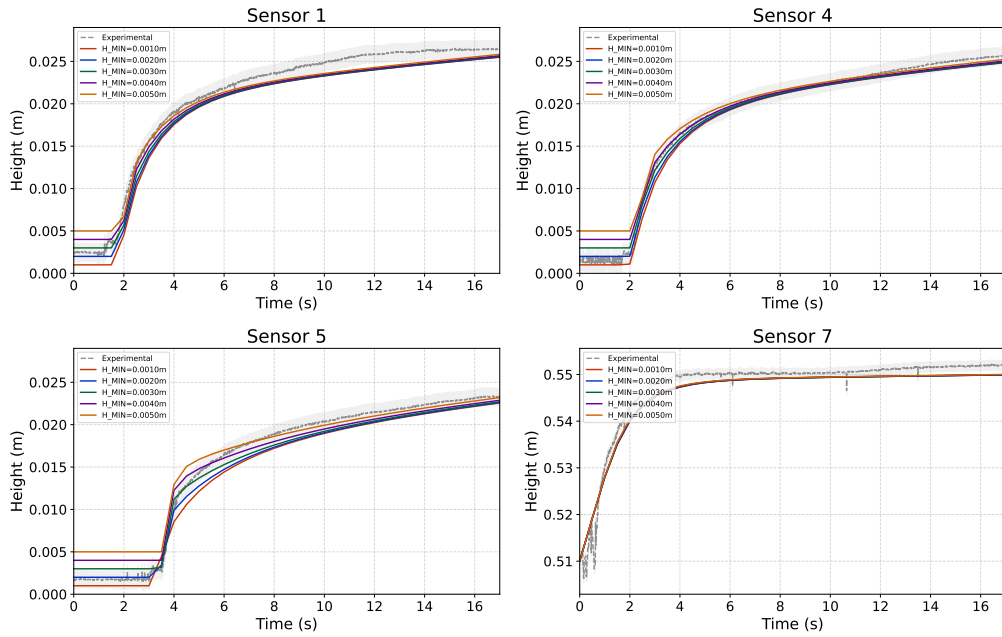 Sensor 1
Height (m)
0.025
0.020
0.015
0.010
0.005
0.000
Experimental
H_MIN=0.0010m
H_MIN=0.0020m
H_MIN=0.0030m
H_MIN=0.0040m
H_MIN=0.0050m
0 2 4 6 8 10 12 14 16
Time (s)
Sensor 4
Height (m)
0.025
0.020
0.015
0.010
0.005
0.000
Experimental
H_MIN=0.0010m
H_MIN=0.0020m
H_MIN=0.0030m
H_MIN=0.0040m
H_MIN=0.0050m
0 2 4 6 8 10 12 14 16
Time (s)
Sensor 5
Height (m)
0.025
0.020
0.015
0.010
0.005
0.000
Experimental
H_MIN=0.0010m
H_MIN=0.0020m
H_MIN=0.0030m
H_MIN=0.0040m
H_MIN=0.0050m
0 2 4 6 8 10 12 14 16
Time (s)
Sensor 7
Height (m)
0.55
0.54
0.53
0.52
0.51
Experimental
H_MIN=0.0010m
H_MIN=0.0020m
H_MIN=0.0030m
H_MIN=0.0040m
H_MIN=0.0050m
0 2 4 6 8 10 12 14 16
Time (s)